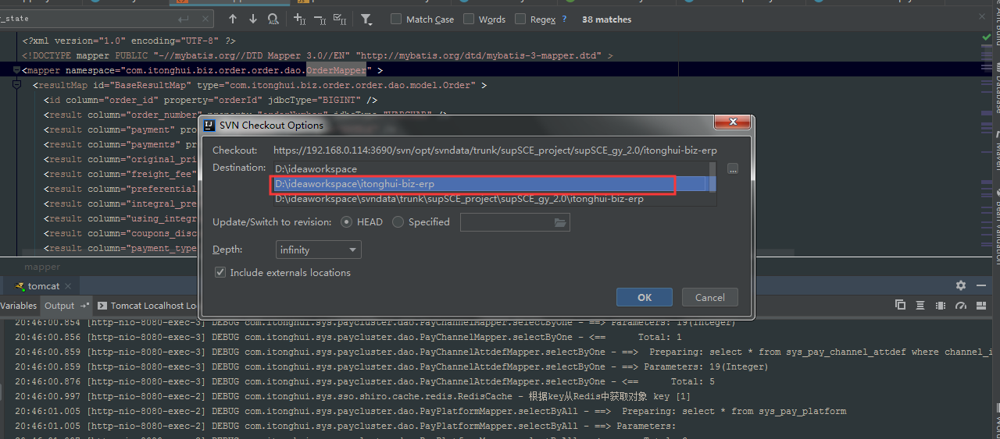 r_state
Match Case
Words
Regex
?
38 matches
<?xml version="1.0" encoding="UTF-8" ?>
<!DOCTYPE mapper PUBLIC "-//mybatis.org//DTD Mapper 3.0//EN" "http://mybatis.org/dtd/mybatis-3-mapper.dtd" >
<mapper namespace="com.itonghui.biz.order.order.dao.OrderMapper" >
<resultMap id="BaseResultMap" type="com.itonghui.biz.order.order.dao.model.Order" >
<id column="order_id" property="orderId" jdbcType="BIGINT" />
<result column="order_number" property="orderNumber" jdbcType="VARCHAR" />
<result column="payment" pro
<result column="payments" pr
<result column="original_pri
<result column="freight_fee"
<result column="preferential
<result column="integral_pre
<result column="using_integr
<result column="coupons_disc
<result column="payment_type
SVN Checkout Options
Checkout: https://192.168.0.114:3690/svn/opt/svndata/trunk/supSCE_project/supSCE_gy_2.0/itonghui-biz-erp
Destination: D:\ideaworkspace
...
D:\ideaworkspace\itonghui-biz-erp
D:\ideaworkspace\svndata\trunk\supSCE_project\supSCE_gy_2.0\itonghui-biz-erp
Update/Switch to revision: HEAD Specified
Depth: infinity
Include externals locations
OK Cancel
mapper
tomcat
Variables Output Tomcat Localhost Lo
20:46:00.854 [http-nio-8080-exec-3] DEBUG com.itonghui.sys.paycluster.dao.PayChannelMapper.selectByOne - ==> Parameters: 19(Integer)
20:46:00.856 [http-nio-8080-exec-3] DEBUG com.itonghui.sys.paycluster.dao.PayChannelMapper.selectByOne - <== Total: 1
20:46:00.859 [http-nio-8080-exec-3] DEBUG com.itonghui.sys.paycluster.dao.PayChannelAttdefMapper.selectByOne - ==> Preparing: select * from sys_pay_channel_attdef where channel_i
20:46:00.859 [http-nio-8080-exec-3] DEBUG com.itonghui.sys.paycluster.dao.PayChannelAttdefMapper.selectByOne - ==> Parameters: 19(Integer)
20:46:00.876 [http-nio-8080-exec-3] DEBUG com.itonghui.sys.paycluster.dao.PayChannelAttdefMapper.selectByOne - <== Total: 5
20:46:00.997 [http-nio-8080-exec-2] DEBUG com.itonghui.sys.sso.shiro.cache.redis.RedisCache - 根据key从Redis中获取对象 key [1]
20:46:01.005 [http-nio-8080-exec-2] DEBUG com.itonghui.sys.paycluster.dao.PayPlatformMapper.selectByAll - ==> Preparing: select * from sys_pay_platform
20:46:01.005 [http-nio-8080-exec-2] DEBUG com.itonghui.sys.paycluster.dao.PayPlatformMapper.selectByAll - ==> Parameters:
Ant Build
Database
Maven
Bean Validation